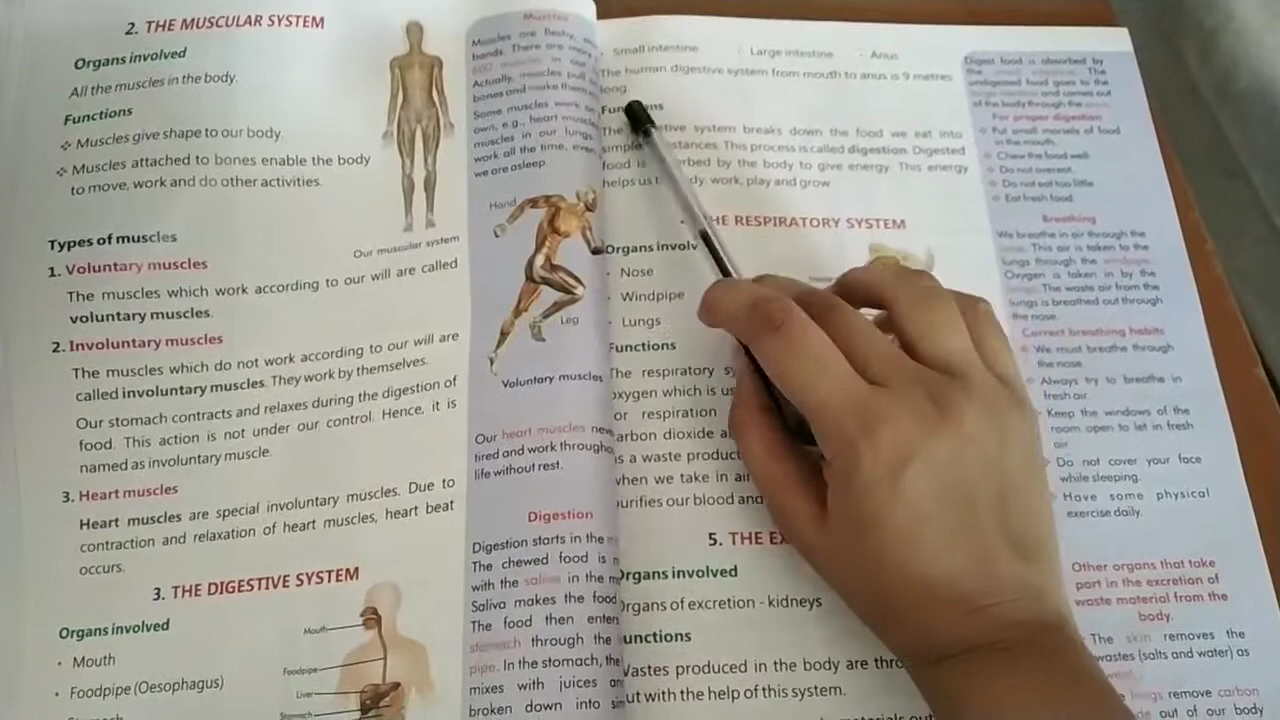 2. THE MUSCULAR SYSTEM
Organs involved
All the muscles in the body.
Functions
❖ Muscles give shape to our body.
❖ Muscles attached to bones enable the body
to move, work and do other activities.
Our muscular system
Types of muscles
1. Voluntary muscles
The muscles which work according to our will are called
voluntary muscles.
2. Involuntary muscles
The muscles which do not work according to our will are
called involuntary muscles. They work by themselves.
Our stomach contracts and relaxes during the digestion of
food. This action is not under our control. Hence, it is
named as involuntary muscle.
3. Heart muscles
Heart muscles are special involuntary muscles. Due to
contraction and relaxation of heart muscles, heart beat
occurs.
3. THE DIGESTIVE SYSTEM
Organs involved
• Mouth
• Foodpipe (Oesophagus)
Mouth
Foodpipe
Liver
Stomach
Muscles
Muscles are fleshy,
bands. There are more
600 muscles in our
Actually, muscles pull
bones and make them
Some muscles work on
own, e.g., heart muscle
muscles in our lungs,
work all the time, even
we are asleep.
Hand
Leg
Voluntary muscles
Our heart muscles
tired and work
life without rest.
Digestion
Digestion starts in the
The chewed food is
with the saliva in the
Saliva makes the food
The food then enters
stomach through the
pipe. In the stomach, the
mixes with juices
broken down into
• Small intestine • Large intestine • Anus
The human digestive system from mouth to anus is 9 metres
long.
Functions
The system breaks down the food we eat into
This process is called digestion. Digested
food is by the body to give energy. This energy
helps us work, play and grow
THE RESPIRATORY SYSTEM
Organs
• Nose
• Windpipe
• Lungs
Functions
The respiratory
oxygen which is
or respiration
carbon dioxide
is a waste product
when we take in air
purifies our blood and
5. THE
Organs involved
Organs of excretion - kidneys
Functions
Wastes produced in the body are
out with the help of this system.
Digest food is absorbed by
the The
undigested food goes to the
large intestine and comes out
of the body through the
For proper digestion
❖ Put small morsels of food
in the mouth.
❖ Chew the food well
❖ Do not overeat.
❖ Do not eat too little
❖ Eat fresh food
Breathing
We breathe in air through the
This air is taken to the
lungs through the windpipe.
Oxygen is taken in by the
The waste air from the
lungs is breathed out through
the nose.
Correct breathing habits
❖ We must breathe through
the nose.
Always try to breathe in
fresh air.
Keep the windows of the
room open to let in fresh
air
Do not cover your face
while sleeping.
Have some physical
exercise daily.
Other organs that take
part in the excretion of
waste material from the
body.
The skin removes the
wastes (salts and water) as
lungs remove carbon
out of our body